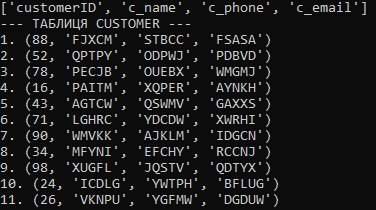 ['customerID', 'c_name', 'c_phone', 'c_email']
--- ТАБЛИЦЯ CUSTOMER ---
1. (88, 'FJXCM', 'STBCC', 'FSASA')
2. (52, 'QPTPY', 'ODPWJ', 'PDBVD')
3. (78, 'PECJB', 'OUEBX', 'WMGMJ')
4. (16, 'PAITM', 'XQPER', 'AYNKH')
5. (43, 'AGTCW', 'QSWMV', 'GAXXS')
6. (71, 'LGHRC', 'YDCDW', 'XWRHI')
7. (90, 'WMVKK', 'AJKLM', 'IDGCN')
8. (34, 'MFYNI', 'EFCHY', 'RCCNJ')
9. (98, 'XUGFL', 'JQSTV', 'QDTYX')
10. (24, 'ICDLG', 'YWTPH', 'BFLUG')
11. (26, 'VKNPU', 'YGFMW', 'DGDUW')